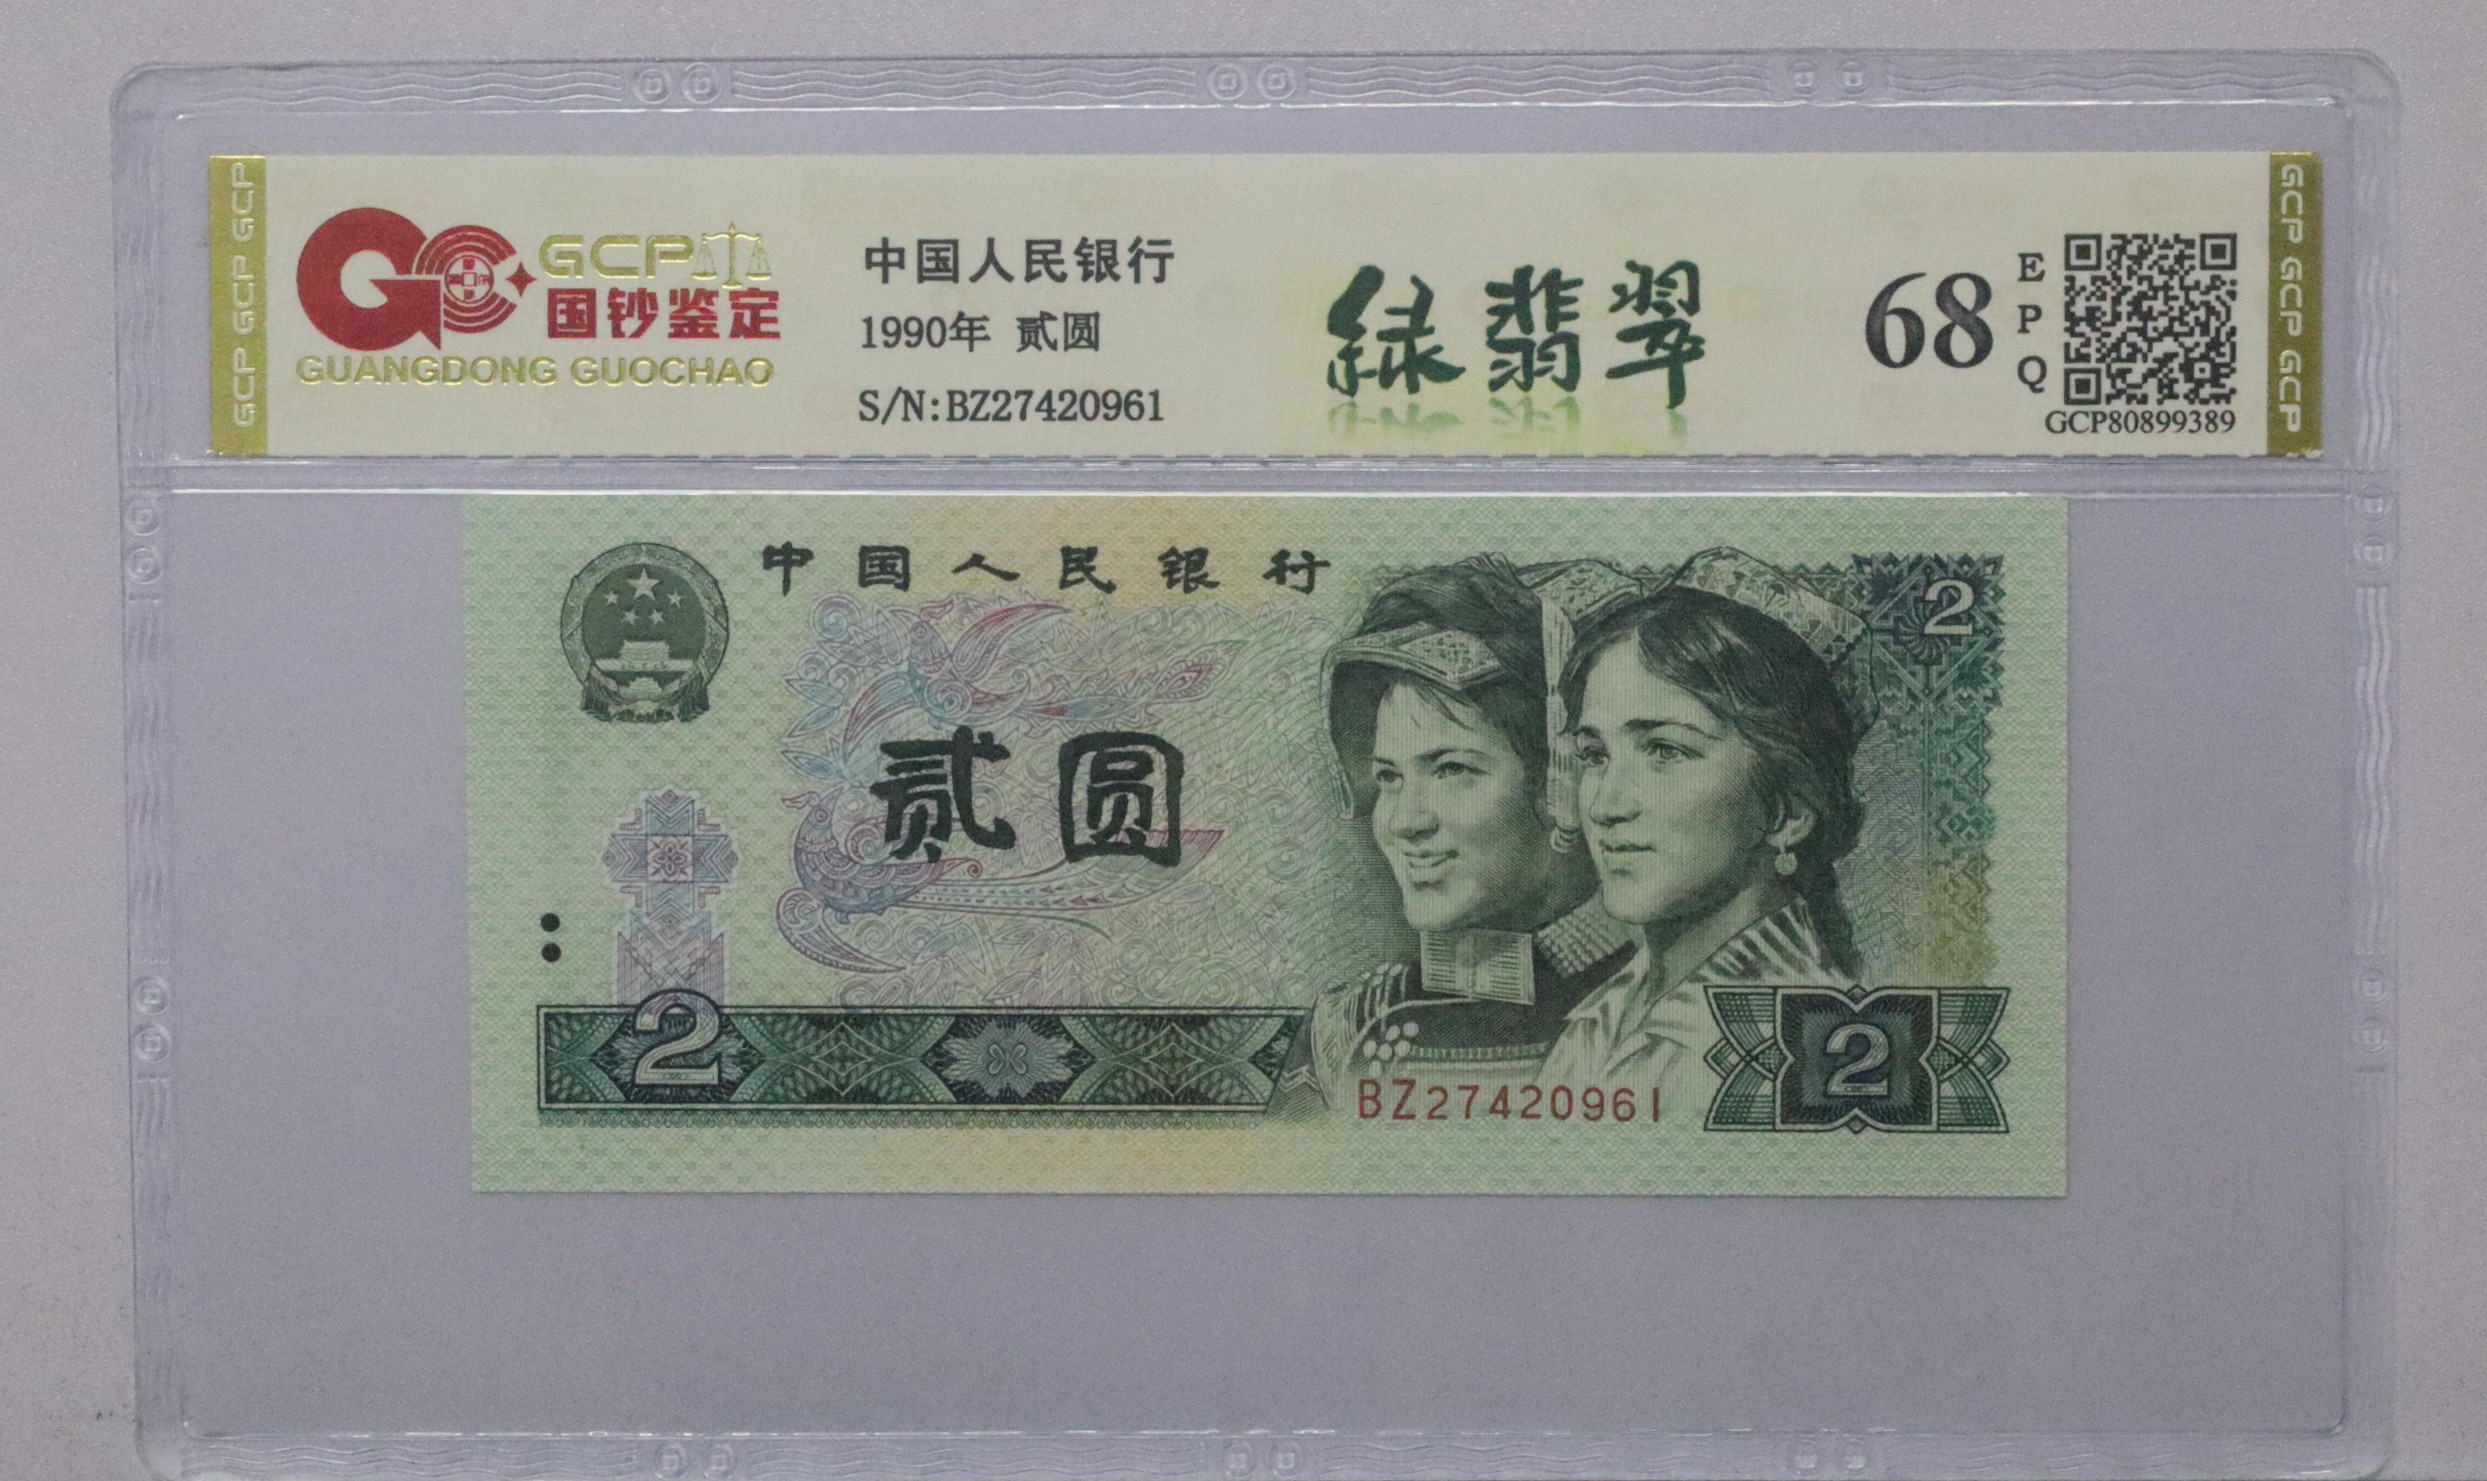 GCP GCP GCP
GCP
国钞鉴定
GUANGDONG GUOCHAO
中国人民银行
1990年 贰圆
S/N:BZ27420961
绿翡翠
68
E
P
Q
GCP80899389
GCP GCP GCP
中国人民银行
2
贰圆
2
BZ27420961
2